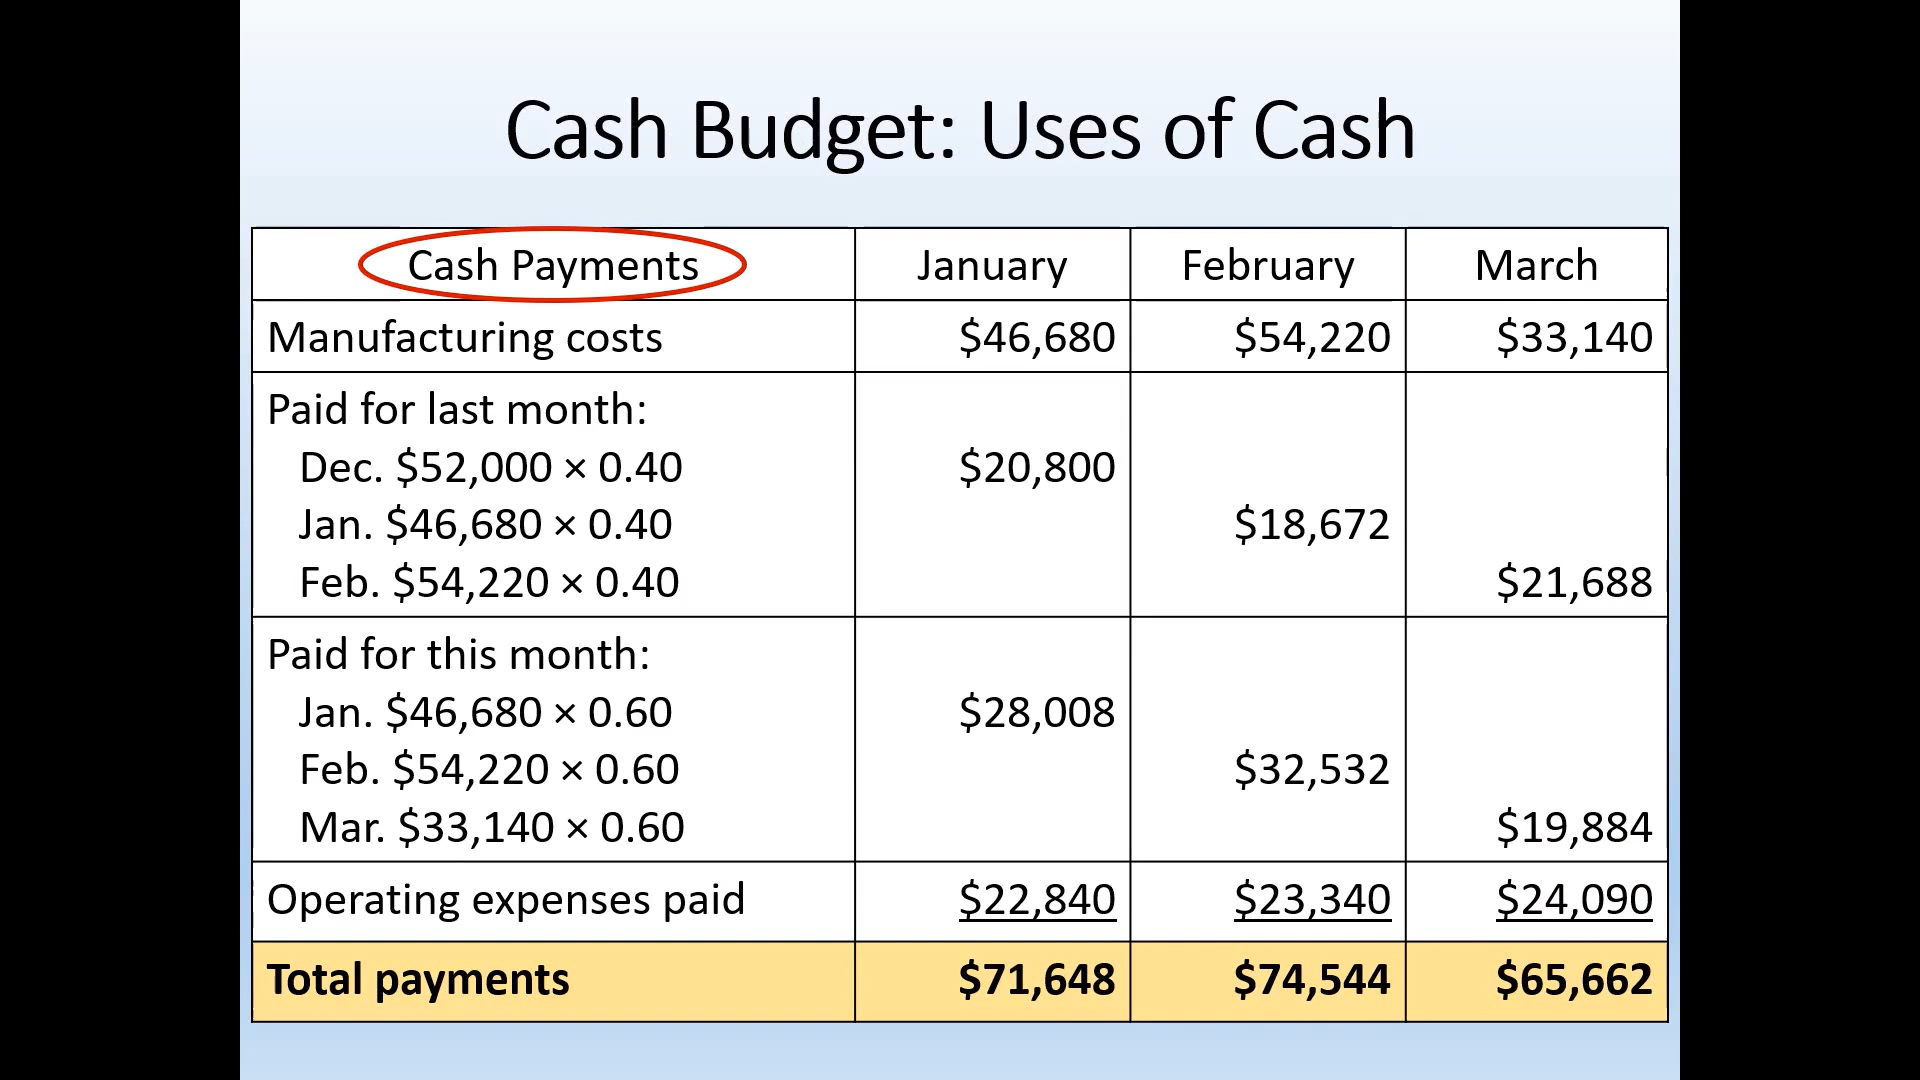 Cash Budget: Uses of Cash
Cash Payments January February March
Manufacturing costs $46,680 $54,220 $33,140
Paid for last month:
Dec. $52,000 × 0.40 $20,800
Jan. $46,680 × 0.40 $18,672
Feb. $54,220 × 0.40 $21,688
Paid for this month:
Jan. $46,680 × 0.60 $28,008
Feb. $54,220 × 0.60 $32,532
Mar. $33,140 × 0.60 $19,884
Operating expenses paid $22,840 $23,340 $24,090
Total payments $71,648 $74,544 $65,662